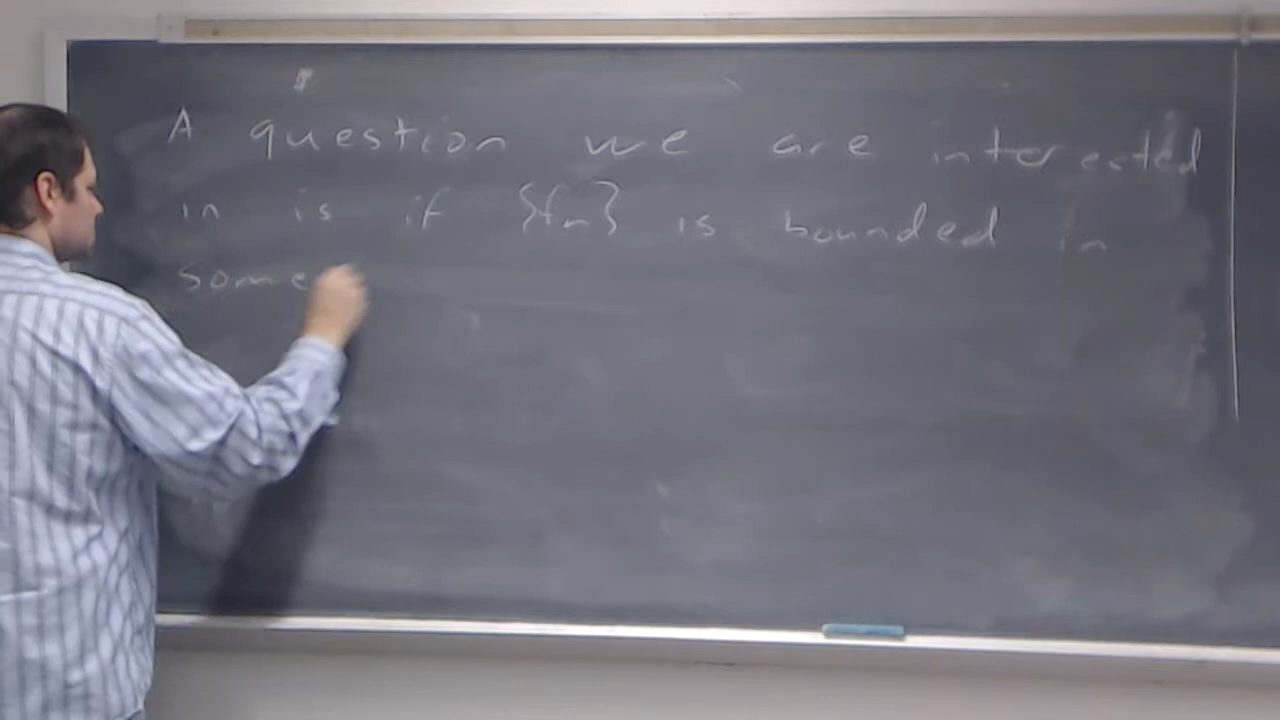 A question we are interested
in is if {fn} is bounded in
some